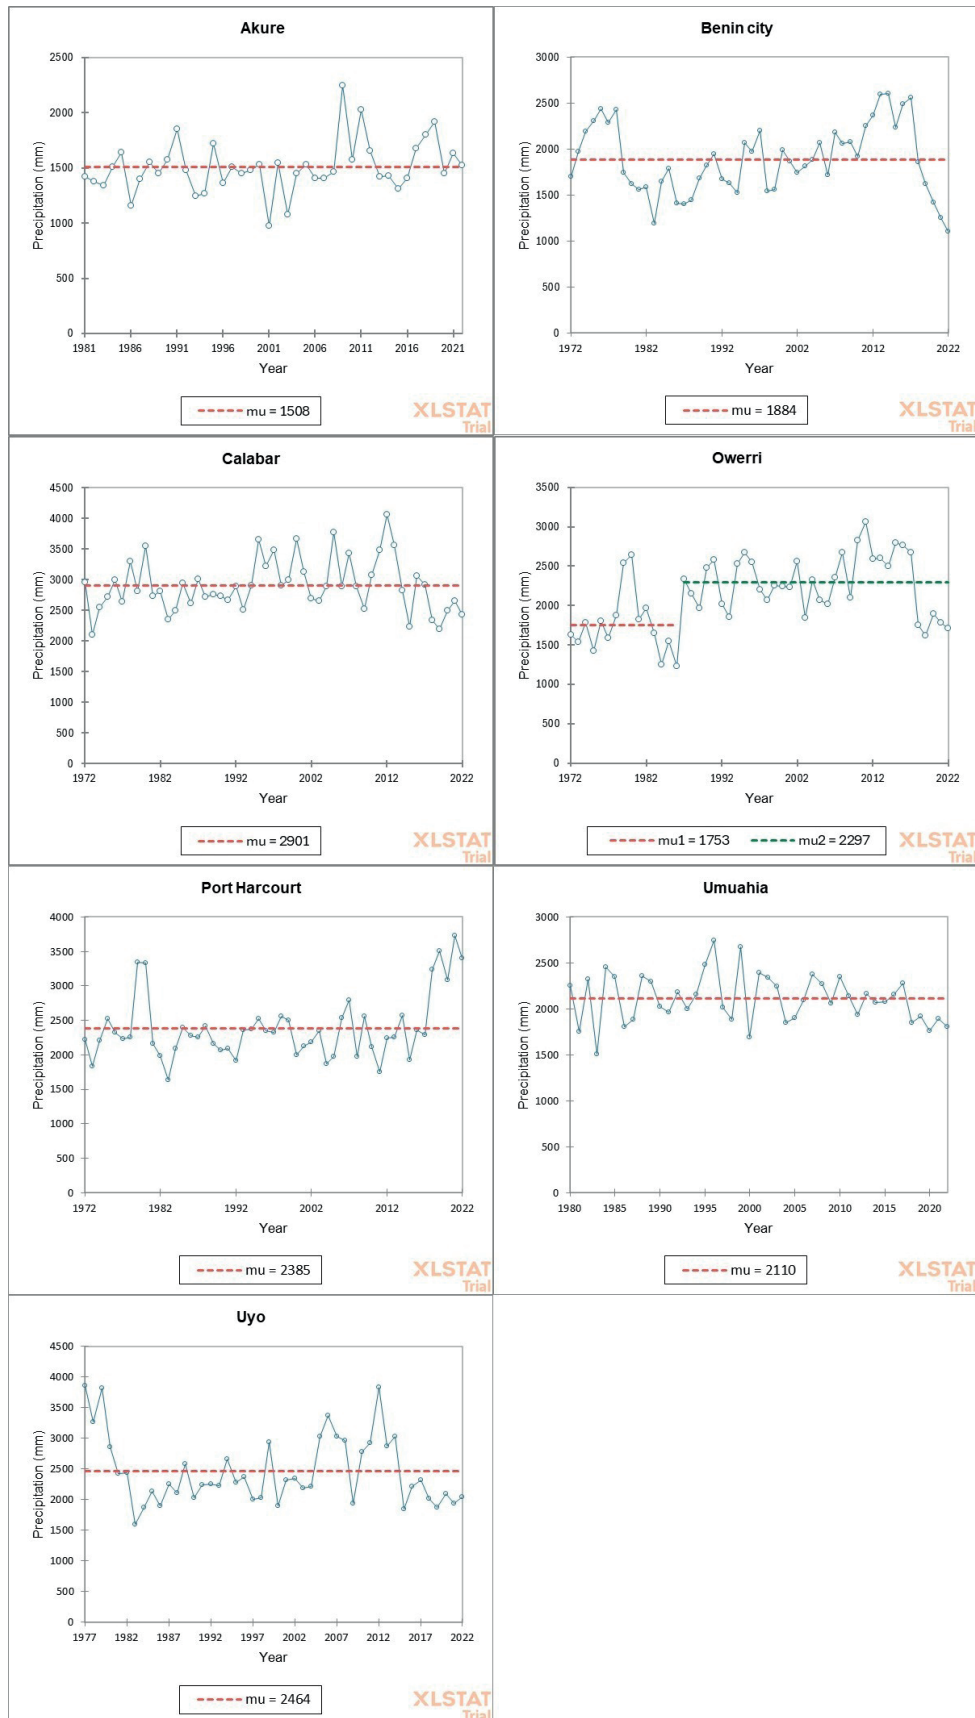 Akure
2500
2000
1500
1000
500
0
Precipitation (mm)
1981 1986 1991 1996 2001 2006 2011 2016 2021
Year
mu = 1508
XLSTAT
Trial
Benin city
3000
2500
2000
1500
1000
500
0
Precipitation (mm)
1972 1982 1992 2002 2012 2022
Year
mu = 1884
XLSTAT
Trial
Calabar
4500
4000
3500
3000
2500
2000
1500
1000
500
0
Precipitation (mm)
1972 1982 1992 2002 2012 2022
Year
mu = 2901
XLSTAT
Trial
Owerri
3500
3000
2500
2000
1500
1000
500
0
Precipitation (mm)
1972 1982 1992 2002 2012 2022
Year
mu1 = 1753 mu2 = 2297
XLSTAT
Trial
Port Harcourt
4000
3500
3000
2500
2000
1500
1000
500
0
Precipitation (mm)
1972 1982 1992 2002 2012 2022
Year
mu = 2385
XLSTAT
Trial
Umuahia
3000
2500
2000
1500
1000
500
0
Precipitation (mm)
1980 1985 1990 1995 2000 2005 2010 2015 2020
Year
mu = 2110
XLSTAT
Trial
Uyo
4500
4000
3500
3000
2500
2000
1500
1000
500
0
Precipitation (mm)
1977 1982 1987 1992 1997 2002 2007 2012 2017 2022
Year
mu = 2464
XLSTAT
Trial